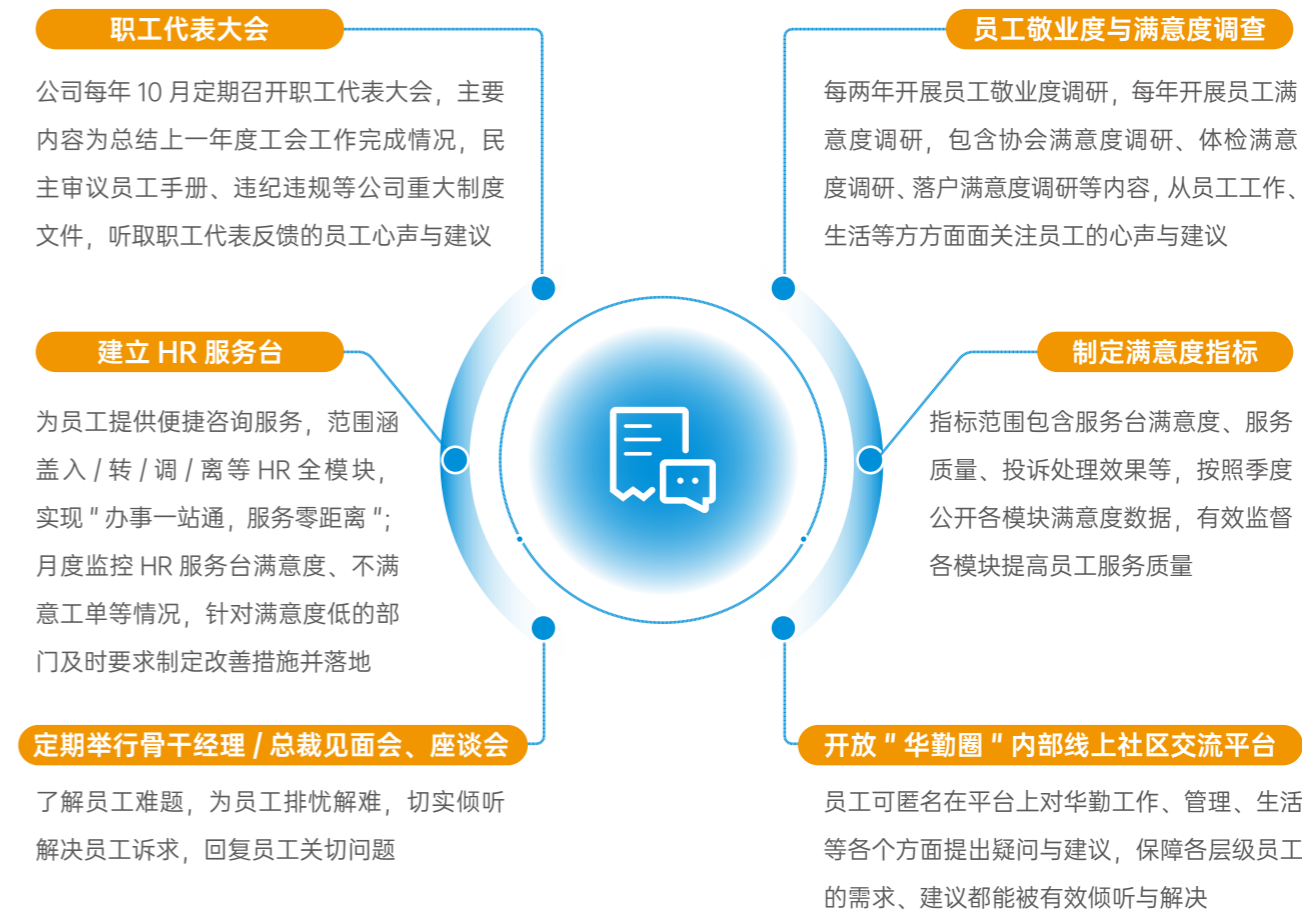 职工代表大会
公司每年 10 月定期召开职工代表大会，主要
内容为总结上一年度工会工作完成情况，民
主审议员工手册、违纪违规等公司重大制度
文件，听取职工代表反馈的员工心声与建议
建立 HR 服务台
为员工提供便捷咨询服务，范围涵
盖入 / 转 / 调 / 离等 HR 全模块，
实现 " 办事一站通，服务零距离 "；
月度监控 HR 服务台满意度、不满
意工单等情况，针对满意度低的部
门及时要求制定改善措施并落地
定期举行骨干经理 / 总裁见面会、座谈会
了解员工难题，为员工排忧解难，切实倾听
解决员工诉求，回复员工关切问题
员工敬业度与满意度调查
每两年开展员工敬业度调研，每年开展员工满
意度调研，包含协会满意度调研、体检满意
度调研、落户满意度调研等内容，从员工工作、
生活等方方面面关注员工的心声与建议
制定满意度指标
指标范围包含服务台满意度、服务
质量、投诉处理效果等，按照季度
公开各模块满意度数据，有效监督
各模块提高员工服务质量
开放 " 华勤圈 " 内部线上社区交流平台
员工可匿名在平台上对华勤工作、管理、生活
等各个方面提出疑问与建议，保障各层级员工
的需求、建议都能被有效倾听与解决